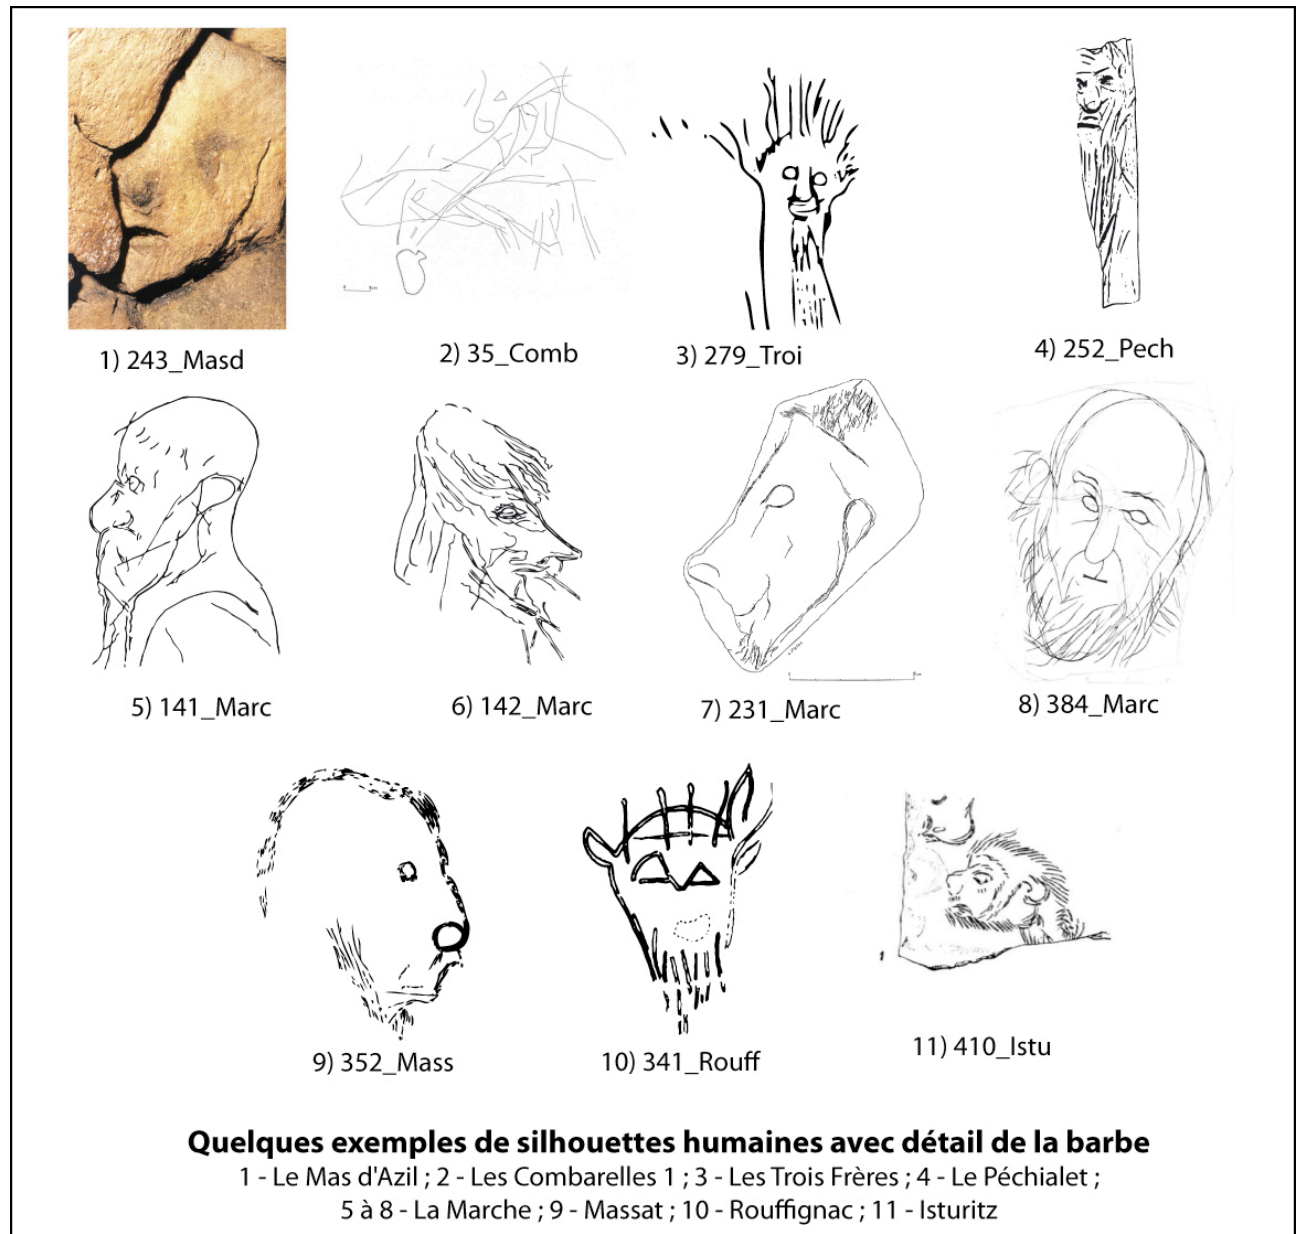 1) 243_Masd
2) 35_Comb
3) 279_Troi
4) 252_Pech
5) 141_Marc
6) 142_Marc
7) 231_Marc
8) 384_Marc
1
9) 352_Mass
10) 341_Rouff
11) 410_Istu
Quelques exemples de silhouettes humaines avec détail de la barbe
1 - Le Mas d'Azil ; 2 - Les Combarelles 1 ; 3 - Les Trois Frères ; 4 - Le Péchialet ;
5 à 8 - La Marche ; 9 - Massat ; 10 - Rouffignac ; 11 - Isturitz